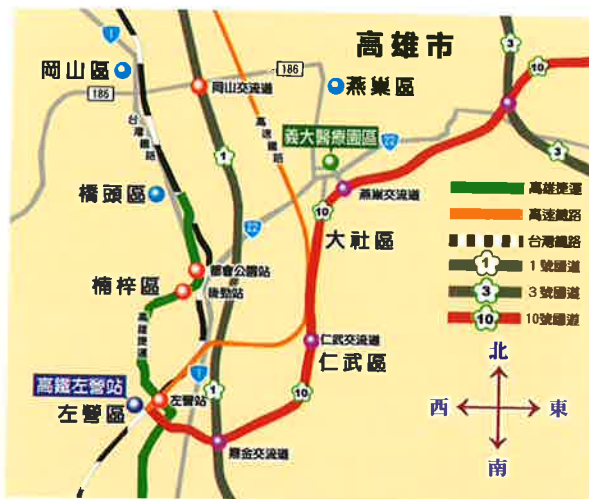 1
高雄市
3
10
岡山區
186
燕巢區
186
岡山交流道
台灣鐵路
高速鐵路
義大醫療園區
22
1
3
燕巢交流道
高雄捷運
橋頭區
10
高速鐵路
22
大社區
台灣鐵路
都會公園站
1
1號國道
楠梓區
後勁站
3
3號國道
高雄捷運
10
10號國道
仁武交流道
仁武區
1
北
高鐵左營站
西
東
左營區
左營站
1
10
南
鼎金交流道